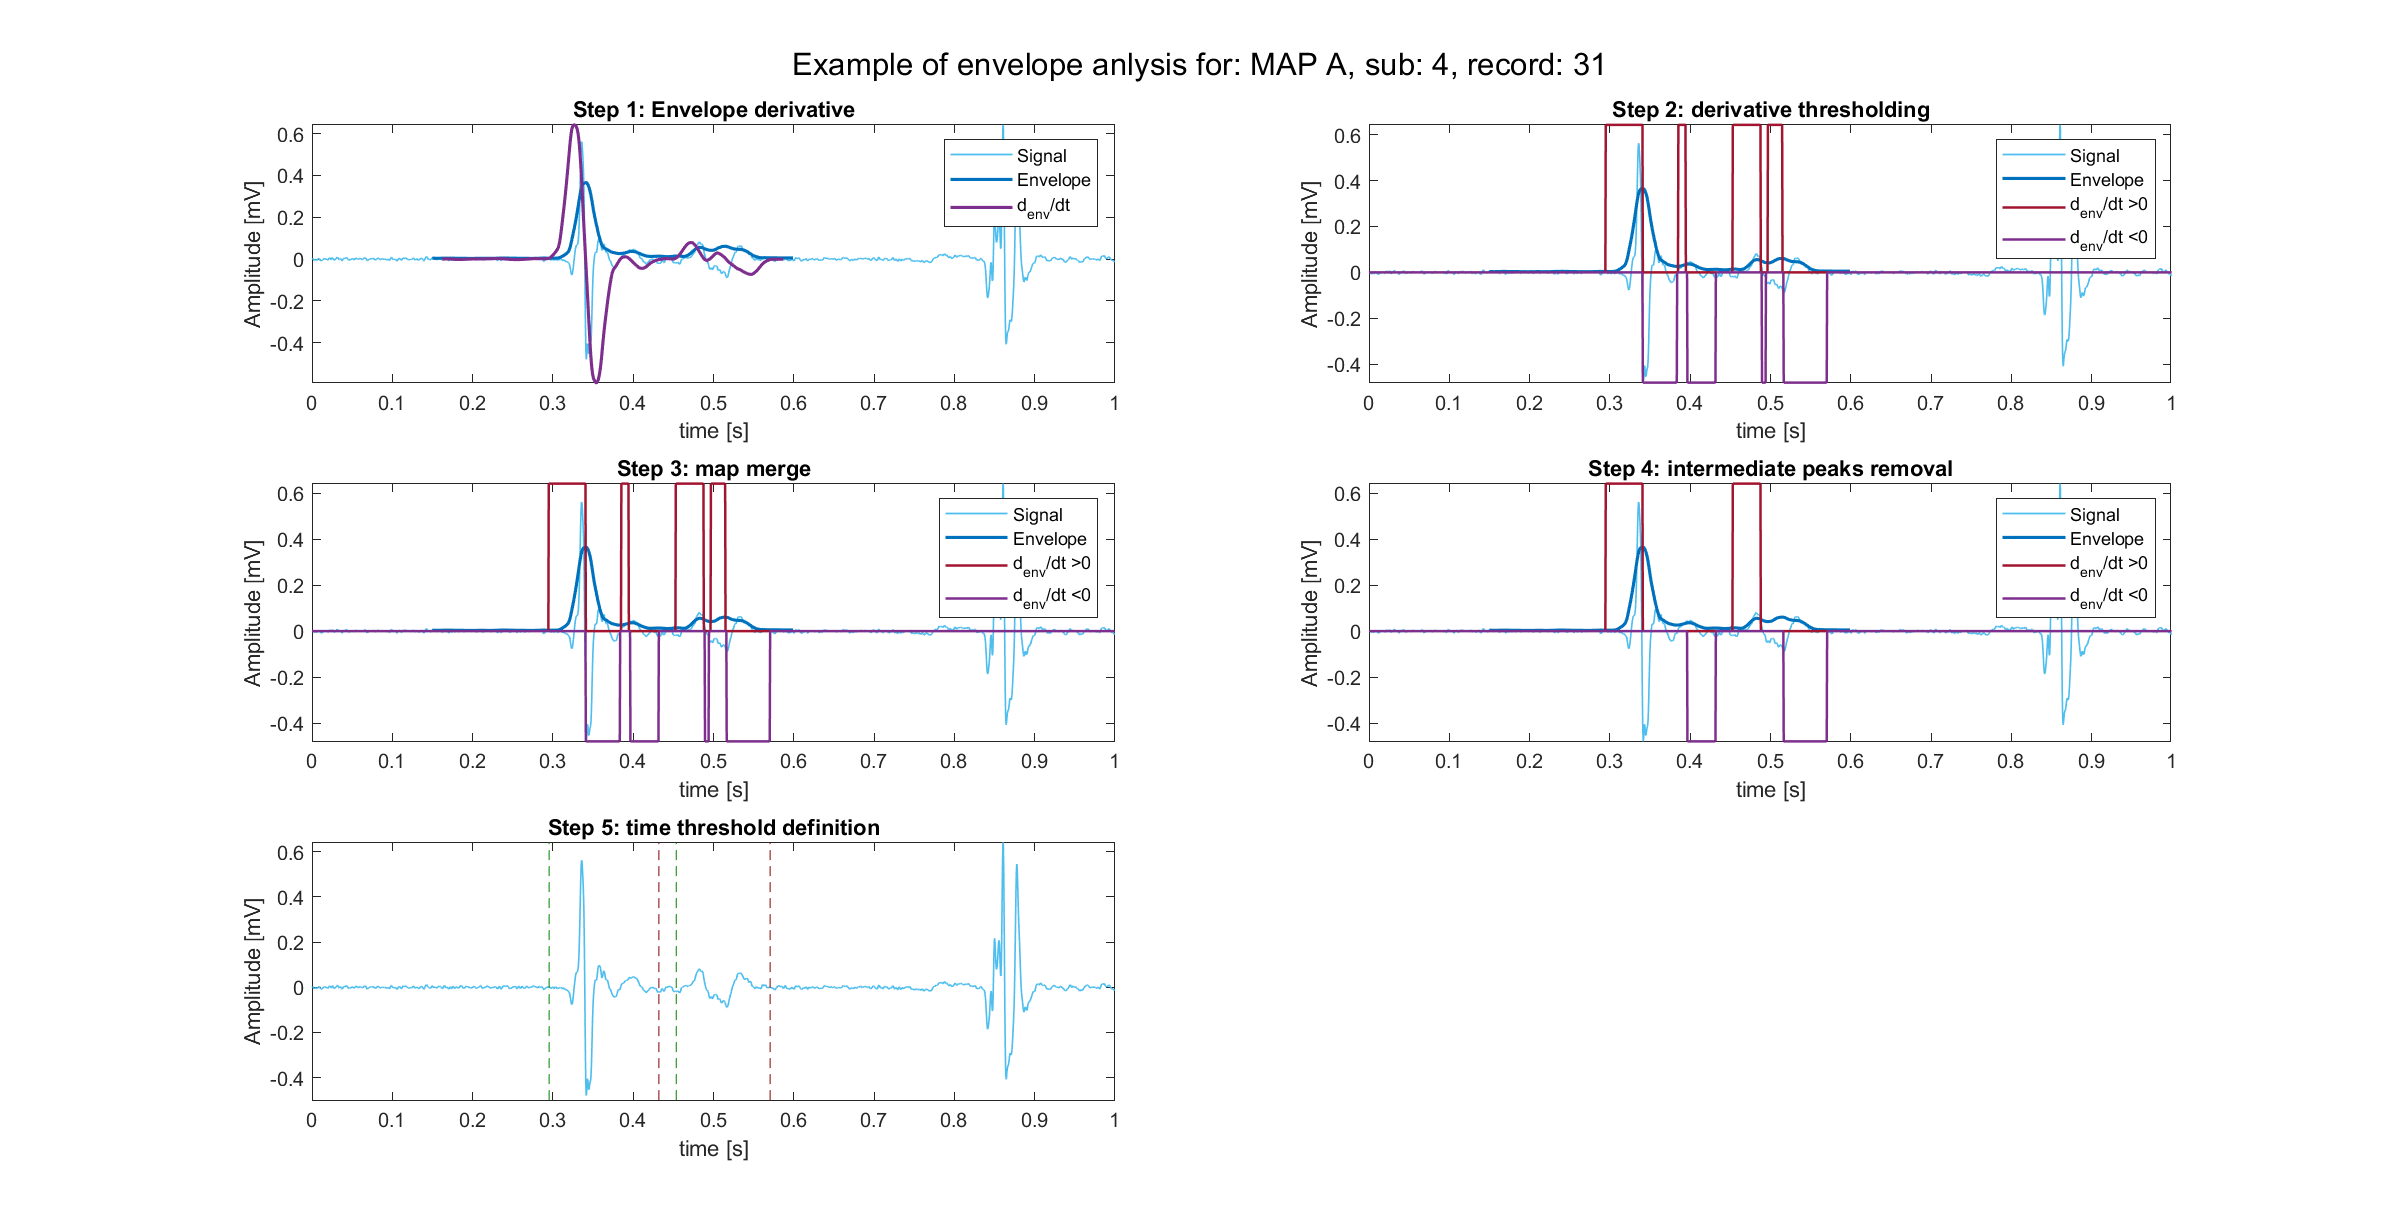 Example of envelope anlysis for: MAP A, sub: 4, record: 31
Step 1: Envelope derivative
0.6
0.4
0.2
0
-0.2
-0.4
Amplitude [mV]
0 0.1 0.2 0.3 0.4 0.5 0.6 0.7 0.8 0.9 1
time [s]
Signal
Envelope
d_env/dt
Step 2: derivative thresholding
0.6
0.4
0.2
0
-0.2
-0.4
Amplitude [mV]
0 0.1 0.2 0.3 0.4 0.5 0.6 0.7 0.8 0.9 1
time [s]
Signal
Envelope
d_env/dt >0
d_env/dt <0
Step 3: map merge
0.6
0.4
0.2
0
-0.2
-0.4
Amplitude [mV]
0 0.1 0.2 0.3 0.4 0.5 0.6 0.7 0.8 0.9 1
time [s]
Signal
Envelope
d_env/dt >0
d_env/dt <0
Step 4: intermediate peaks removal
0.6
0.4
0.2
0
-0.2
-0.4
Amplitude [mV]
0 0.1 0.2 0.3 0.4 0.5 0.6 0.7 0.8 0.9 1
time [s]
Signal
Envelope
d_env/dt >0
d_env/dt <0
Step 5: time threshold definition
0.6
0.4
0.2
0
-0.2
-0.4
Amplitude [mV]
0 0.1 0.2 0.3 0.4 0.5 0.6 0.7 0.8 0.9 1
time [s]